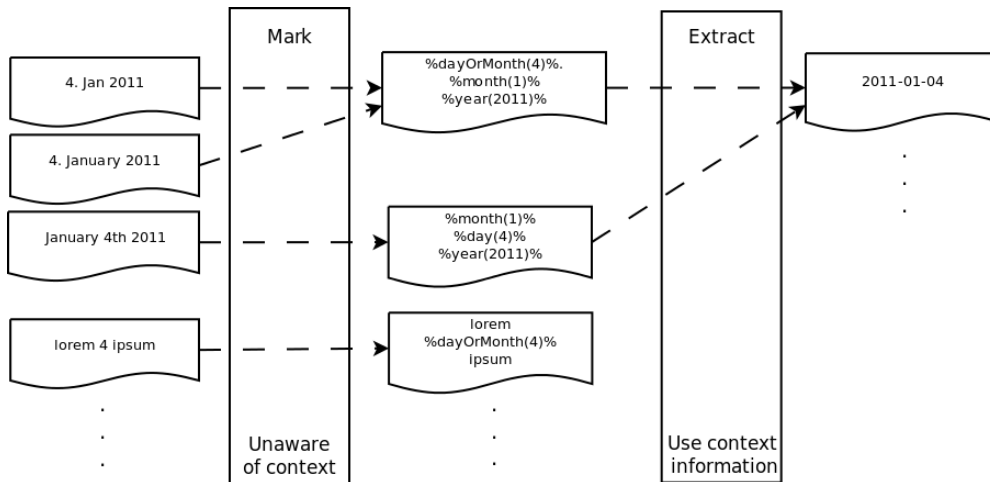 Mark
Extract
4. Jan 2011
%dayOrMonth(4)%.
%month(1)%
%year(2011)%
2011-01-04
4. January 2011
January 4th 2011
%month(1)%
%day(4)%
%year(2011)%
lorem 4 ipsum
lorem
%dayOrMonth(4)%
ipsum
.
.
.
.
.
.
.
.
.
Unaware
of context
Use context
information